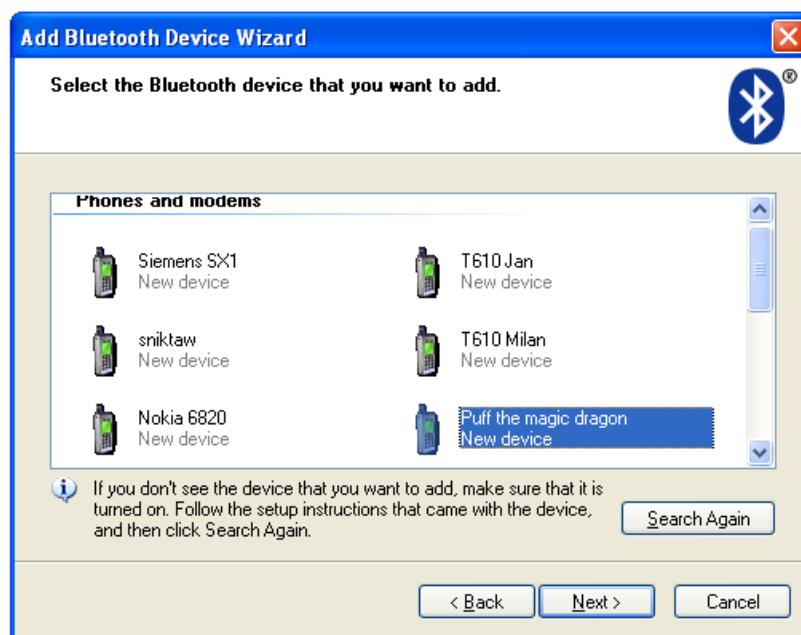 Add Bluetooth Device Wizard
Select the Bluetooth device that you want to add.
®
Phones and modems
Siemens SX1
New device
T610 Jan
New device
sniktaw
New device
T610 Milan
New device
Nokia 6820
New device
Puff the magic dragon
New device
If you don't see the device that you want to add, make sure that it is
turned on. Follow the setup instructions that came with the device,
and then click Search Again.
Search Again
< Back
Next >
Cancel